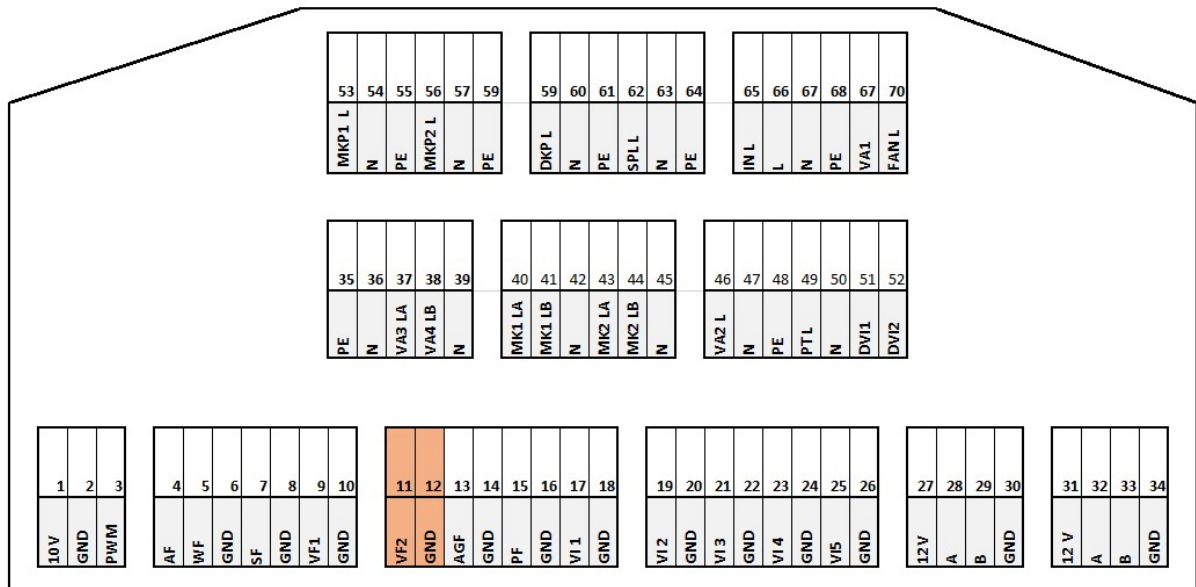 53 54 55 56 57 59 59 60 61 62 63 64 65 66 67 68 67 70
MKP1 L N PE MKP2 L N PE DKP L N PE SPL L N PE IN L L N PE VA1 FAN L
35 36 37 38 39 40 41 42 43 44 45 46 47 48 49 50 51 52
PE N VA3 LA VA4 LB N MK1 LA MK1 LB N MK2 LA MK2 LB N VA2 L N PE PT L N DVI1 DVI2
1 2 3 4 5 6 7 8 9 10 11 12 13 14 15 16 17 18 19 20 21 22 23 24 25 26 27 28 29 30 31 32 33 34
10V GND PWM AF WF GND SF GND VF1 GND VF2 GND AGF GND PF GND VI 1 GND VI 2 GND VI 3 GND VI 4 GND VI5 GND 12 V A B GND 12 V A B GND